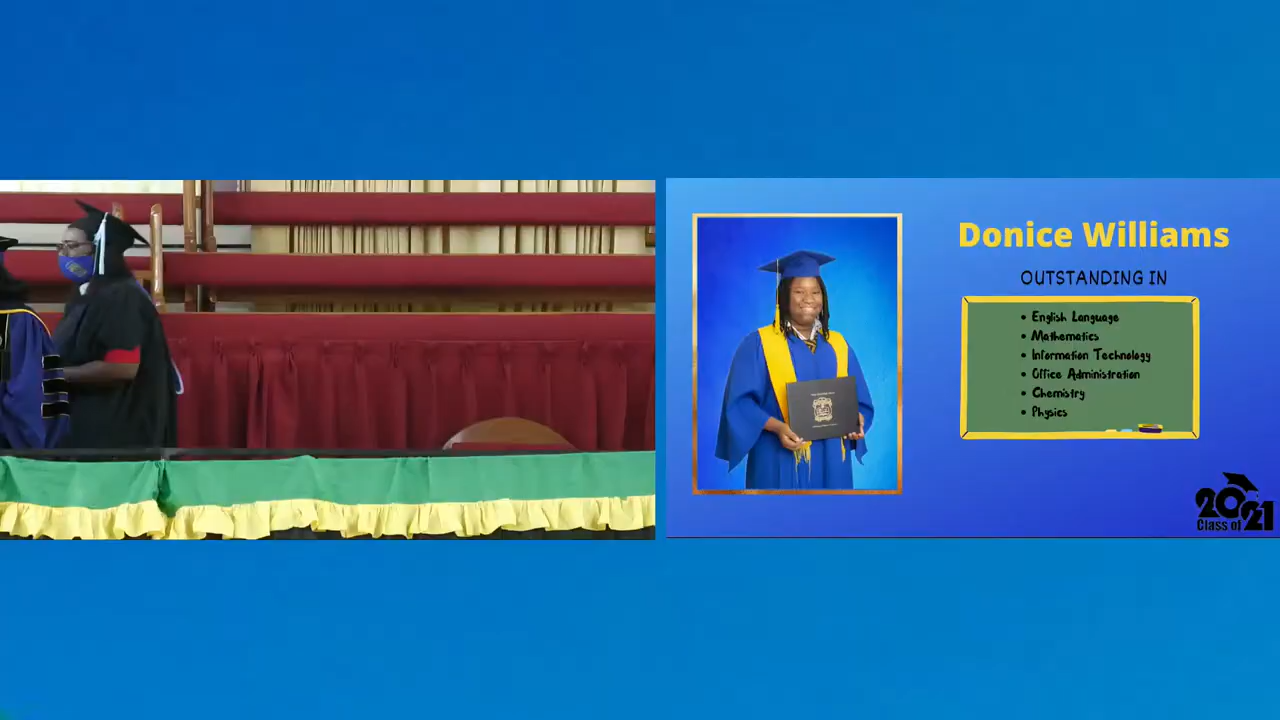 Donice Williams
OUTSTANDING IN
• English Language
• Mathematics
• Information Technology
• Office Administration
• Chemistry
• Physics
2021
Class of